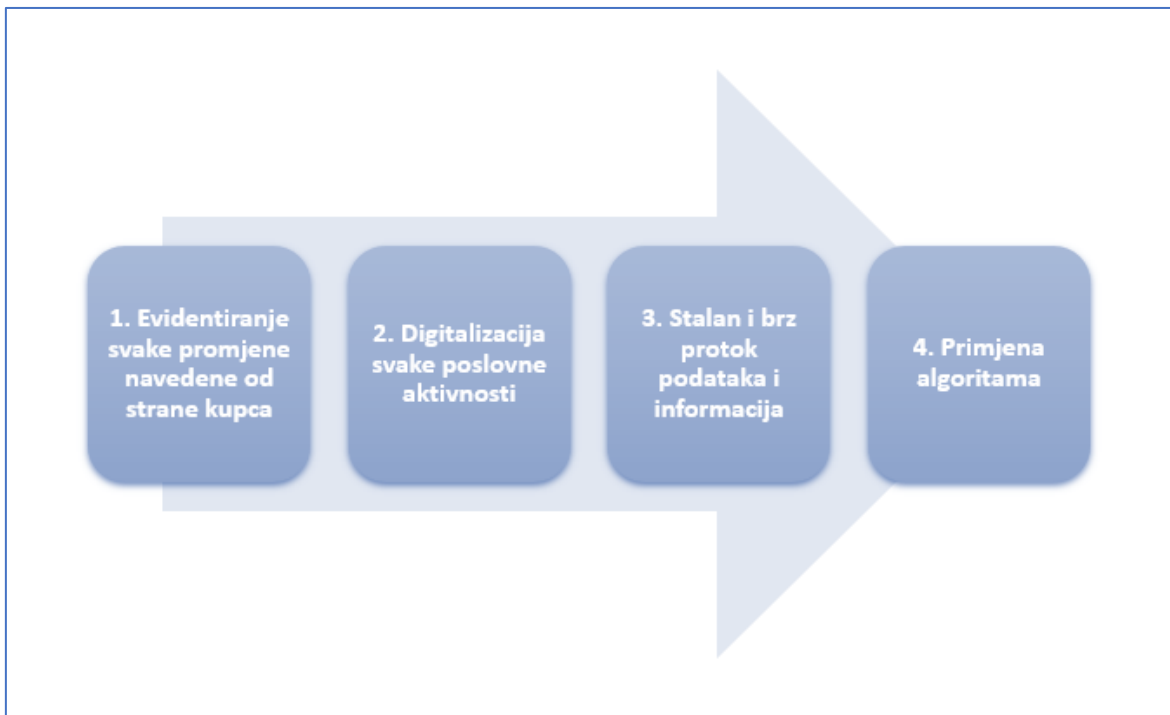 1. Evidentiranje
svake promjene
navedene od
strane kupca
2. Digitalizacija
svake poslovne
aktivnosti
3. Stalan i brz
protok
podataka i
informacija
4. Primjena
algoritama